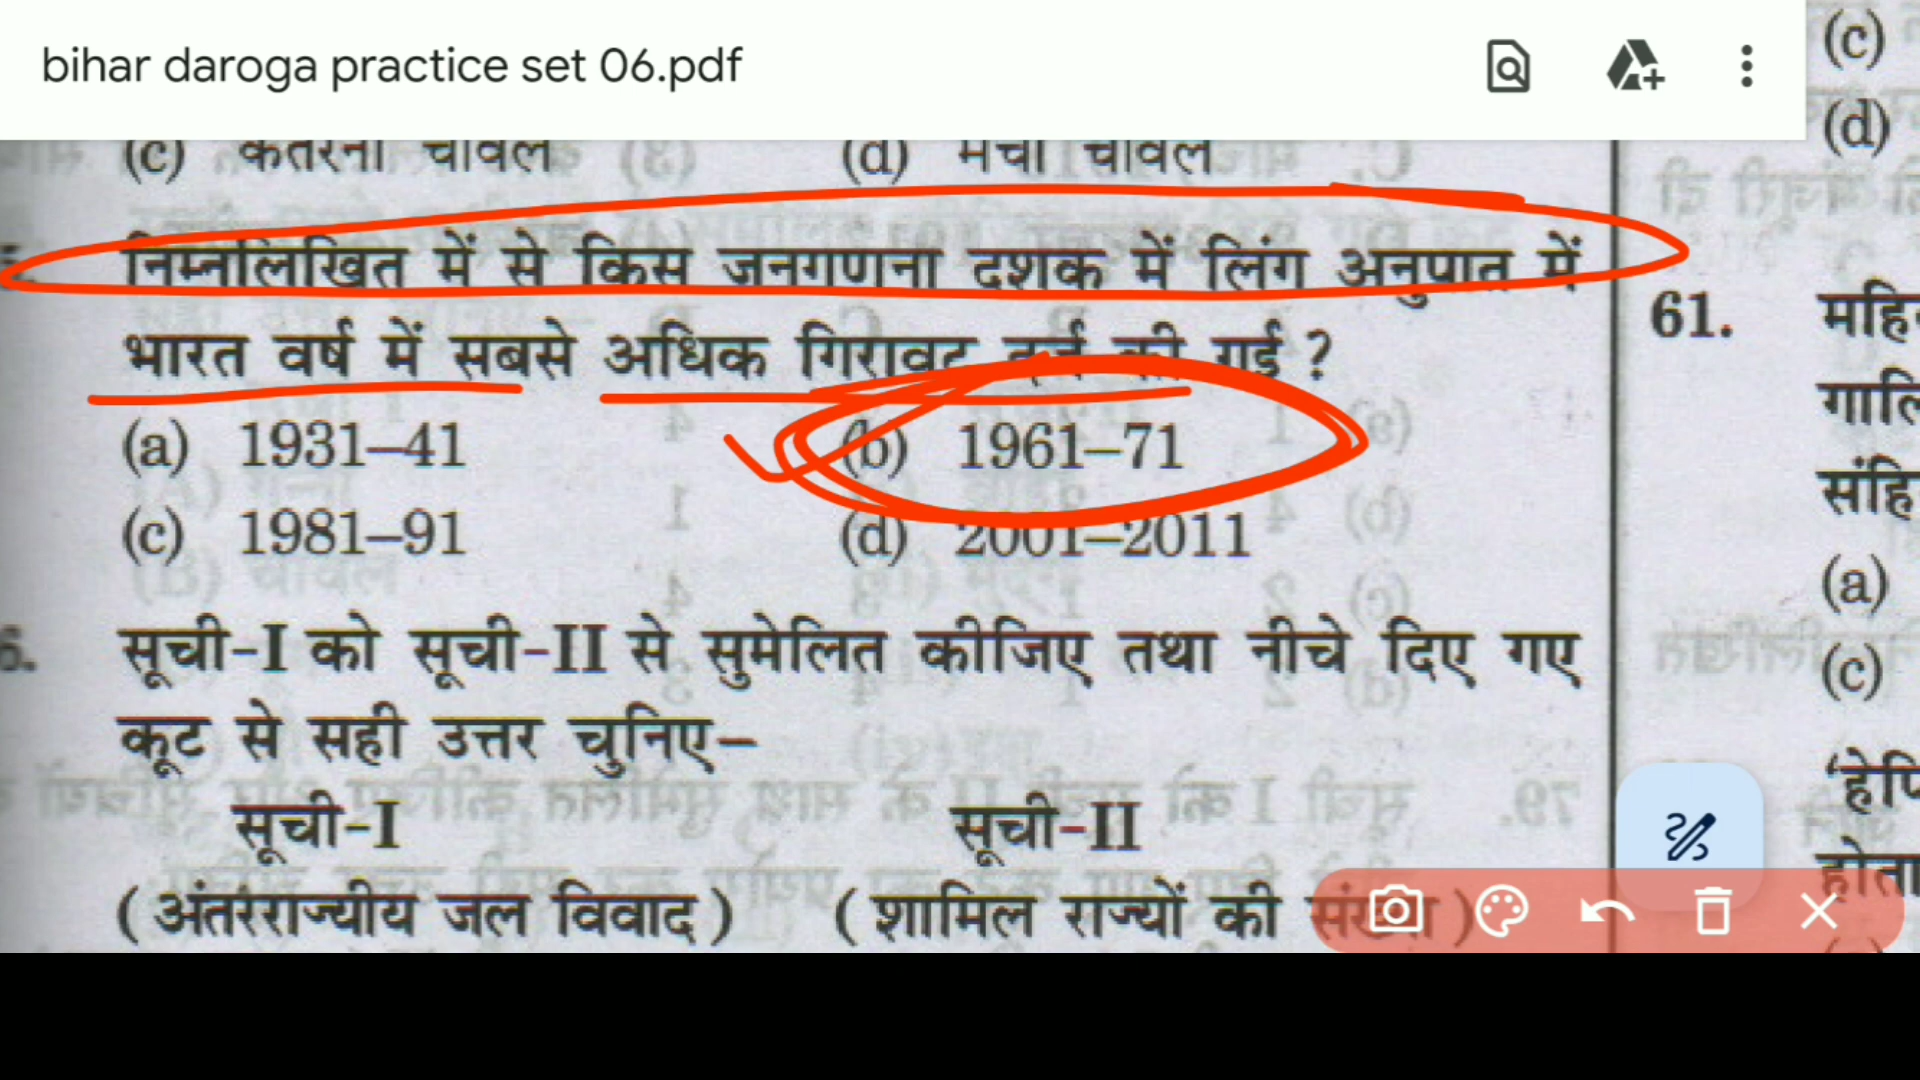 bihar daroga practice set 06.pdf
(c) कतरनी चावल (d) मचा चावल
निम्नलिखित में से किस जनगणना दशक में लिंग अनुपात में
भारत वर्ष में सबसे अधिक गिरावट दर्ज की गई ?
(a) 1931–41 (b) 1961–71
(c) 1981–91 (d) 2001–2011
6. सूची-I को सूची-II से सुमेलित कीजिए तथा नीचे दिए गए
कूट से सही उत्तर चुनिए–
सूची-I सूची-II
(अंतरराज्यीय जल विवाद) (शामिल राज्यों की संख्या)
(c)
(d)
61.
(a)
(c)